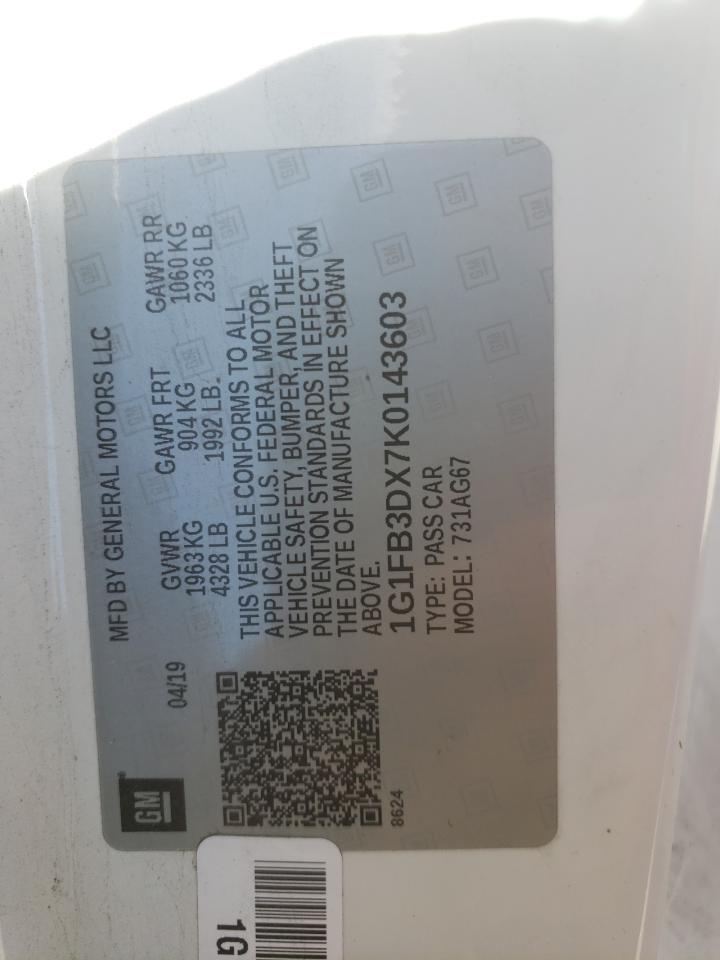 GM
04/19
MFD BY GENERAL MOTORS LLC
GVWR GAWR FRT GAWR RR
1963 KG 904 KG 1060 KG
4328 LB 1992 LB 2336 LB
THIS VEHICLE CONFORMS TO ALL
APPLICABLE U.S. FEDERAL MOTOR
VEHICLE SAFETY, BUMPER, AND THEFT
PREVENTION STANDARDS IN EFFECT ON
THE DATE OF MANUFACTURE SHOWN
ABOVE.
1G1FB3DX7K0143603
TYPE: PASS CAR
MODEL: 731AG67
8624
1G